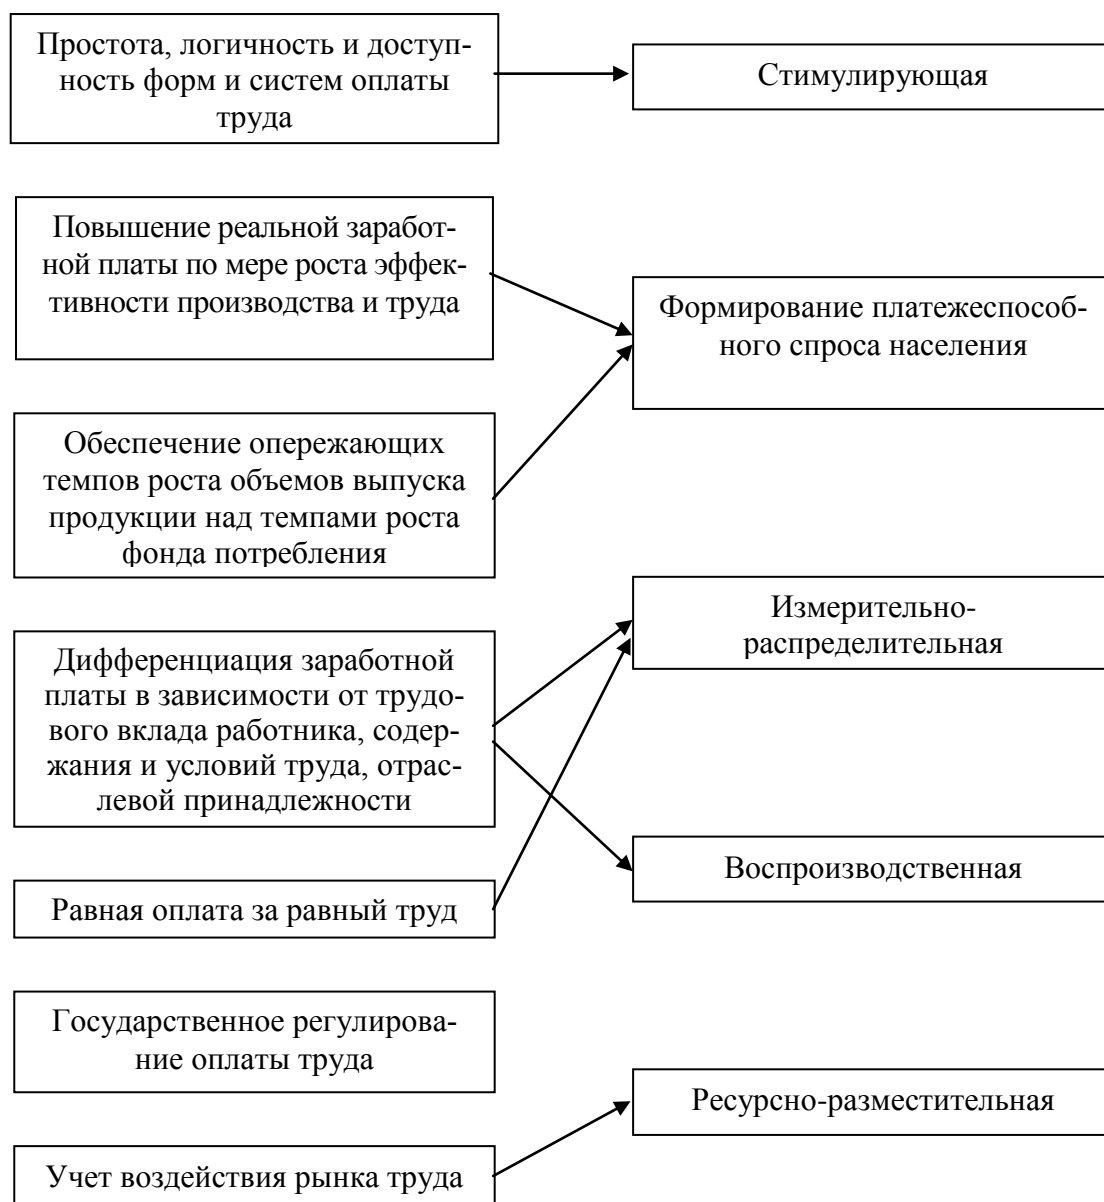 Простота, логичность и доступ-
ность форм и систем оплаты
труда
Стимулирующая
Повышение реальной заработ-
ной платы по мере роста эффек-
тивности производства и труда
Формирование платежеспособ-
ного спроса населения
Обеспечение опережающих
темпов роста объемов выпуска
продукции над темпами роста
фонда потребления
Измерительно-
распределительная
Дифференциация заработной
платы в зависимости от трудо-
вого вклада работника, содер-
жания и условий труда, отрас-
левой принадлежности
Воспроизводственная
Равная оплата за равный труд
Государственное регулирова-
ние оплаты труда
Ресурсно-разместительная
Учет воздействия рынка труда